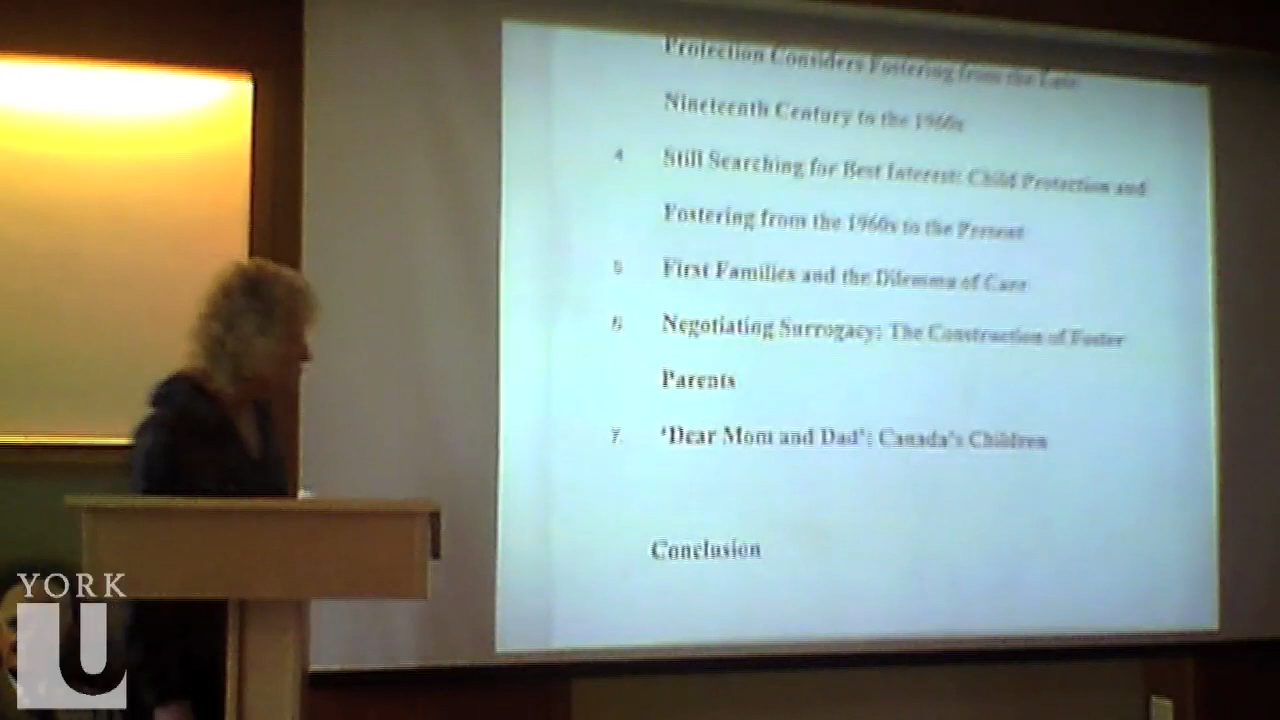 Protection Considers Fostering from the Late
Nineteenth Century to the 1960s
4 Still Searching for Best Interest: Child Protection and
Fostering from the 1960s to the Present
5 First Families and the Dilemma of Care
6 Negotiating Surrogacy: The Construction of Foster
Parents
7. ‘Dear Mom and Dad’: Canada’s Children
Conclusion
YORK
U